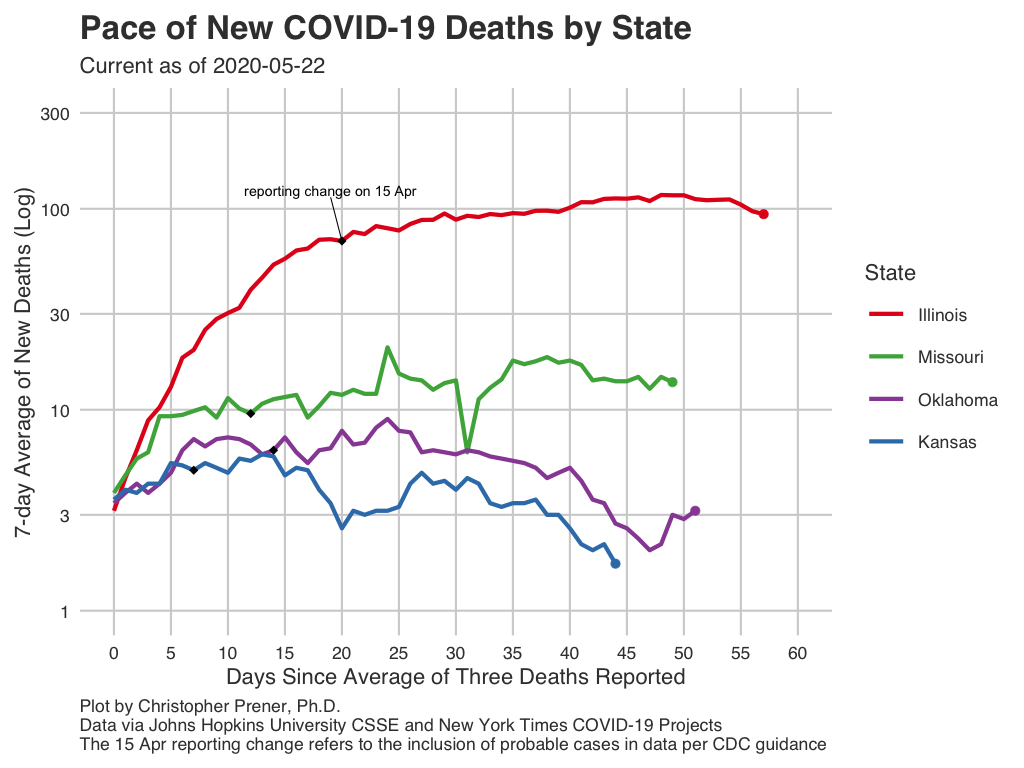 Pace of New COVID-19 Deaths by State
Current as of 2020-05-22
7-day Average of New Deaths (Log)
300
100
30
10
3
1
reporting change on 15 Apr
0 5 10 15 20 25 30 35 40 45 50 55 60
Days Since Average of Three Deaths Reported
State
Illinois
Missouri
Oklahoma
Kansas
Plot by Christopher Prener, Ph.D.
Data via Johns Hopkins University CSSE and New York Times COVID-19 Projects
The 15 Apr reporting change refers to the inclusion of probable cases in data per CDC guidance